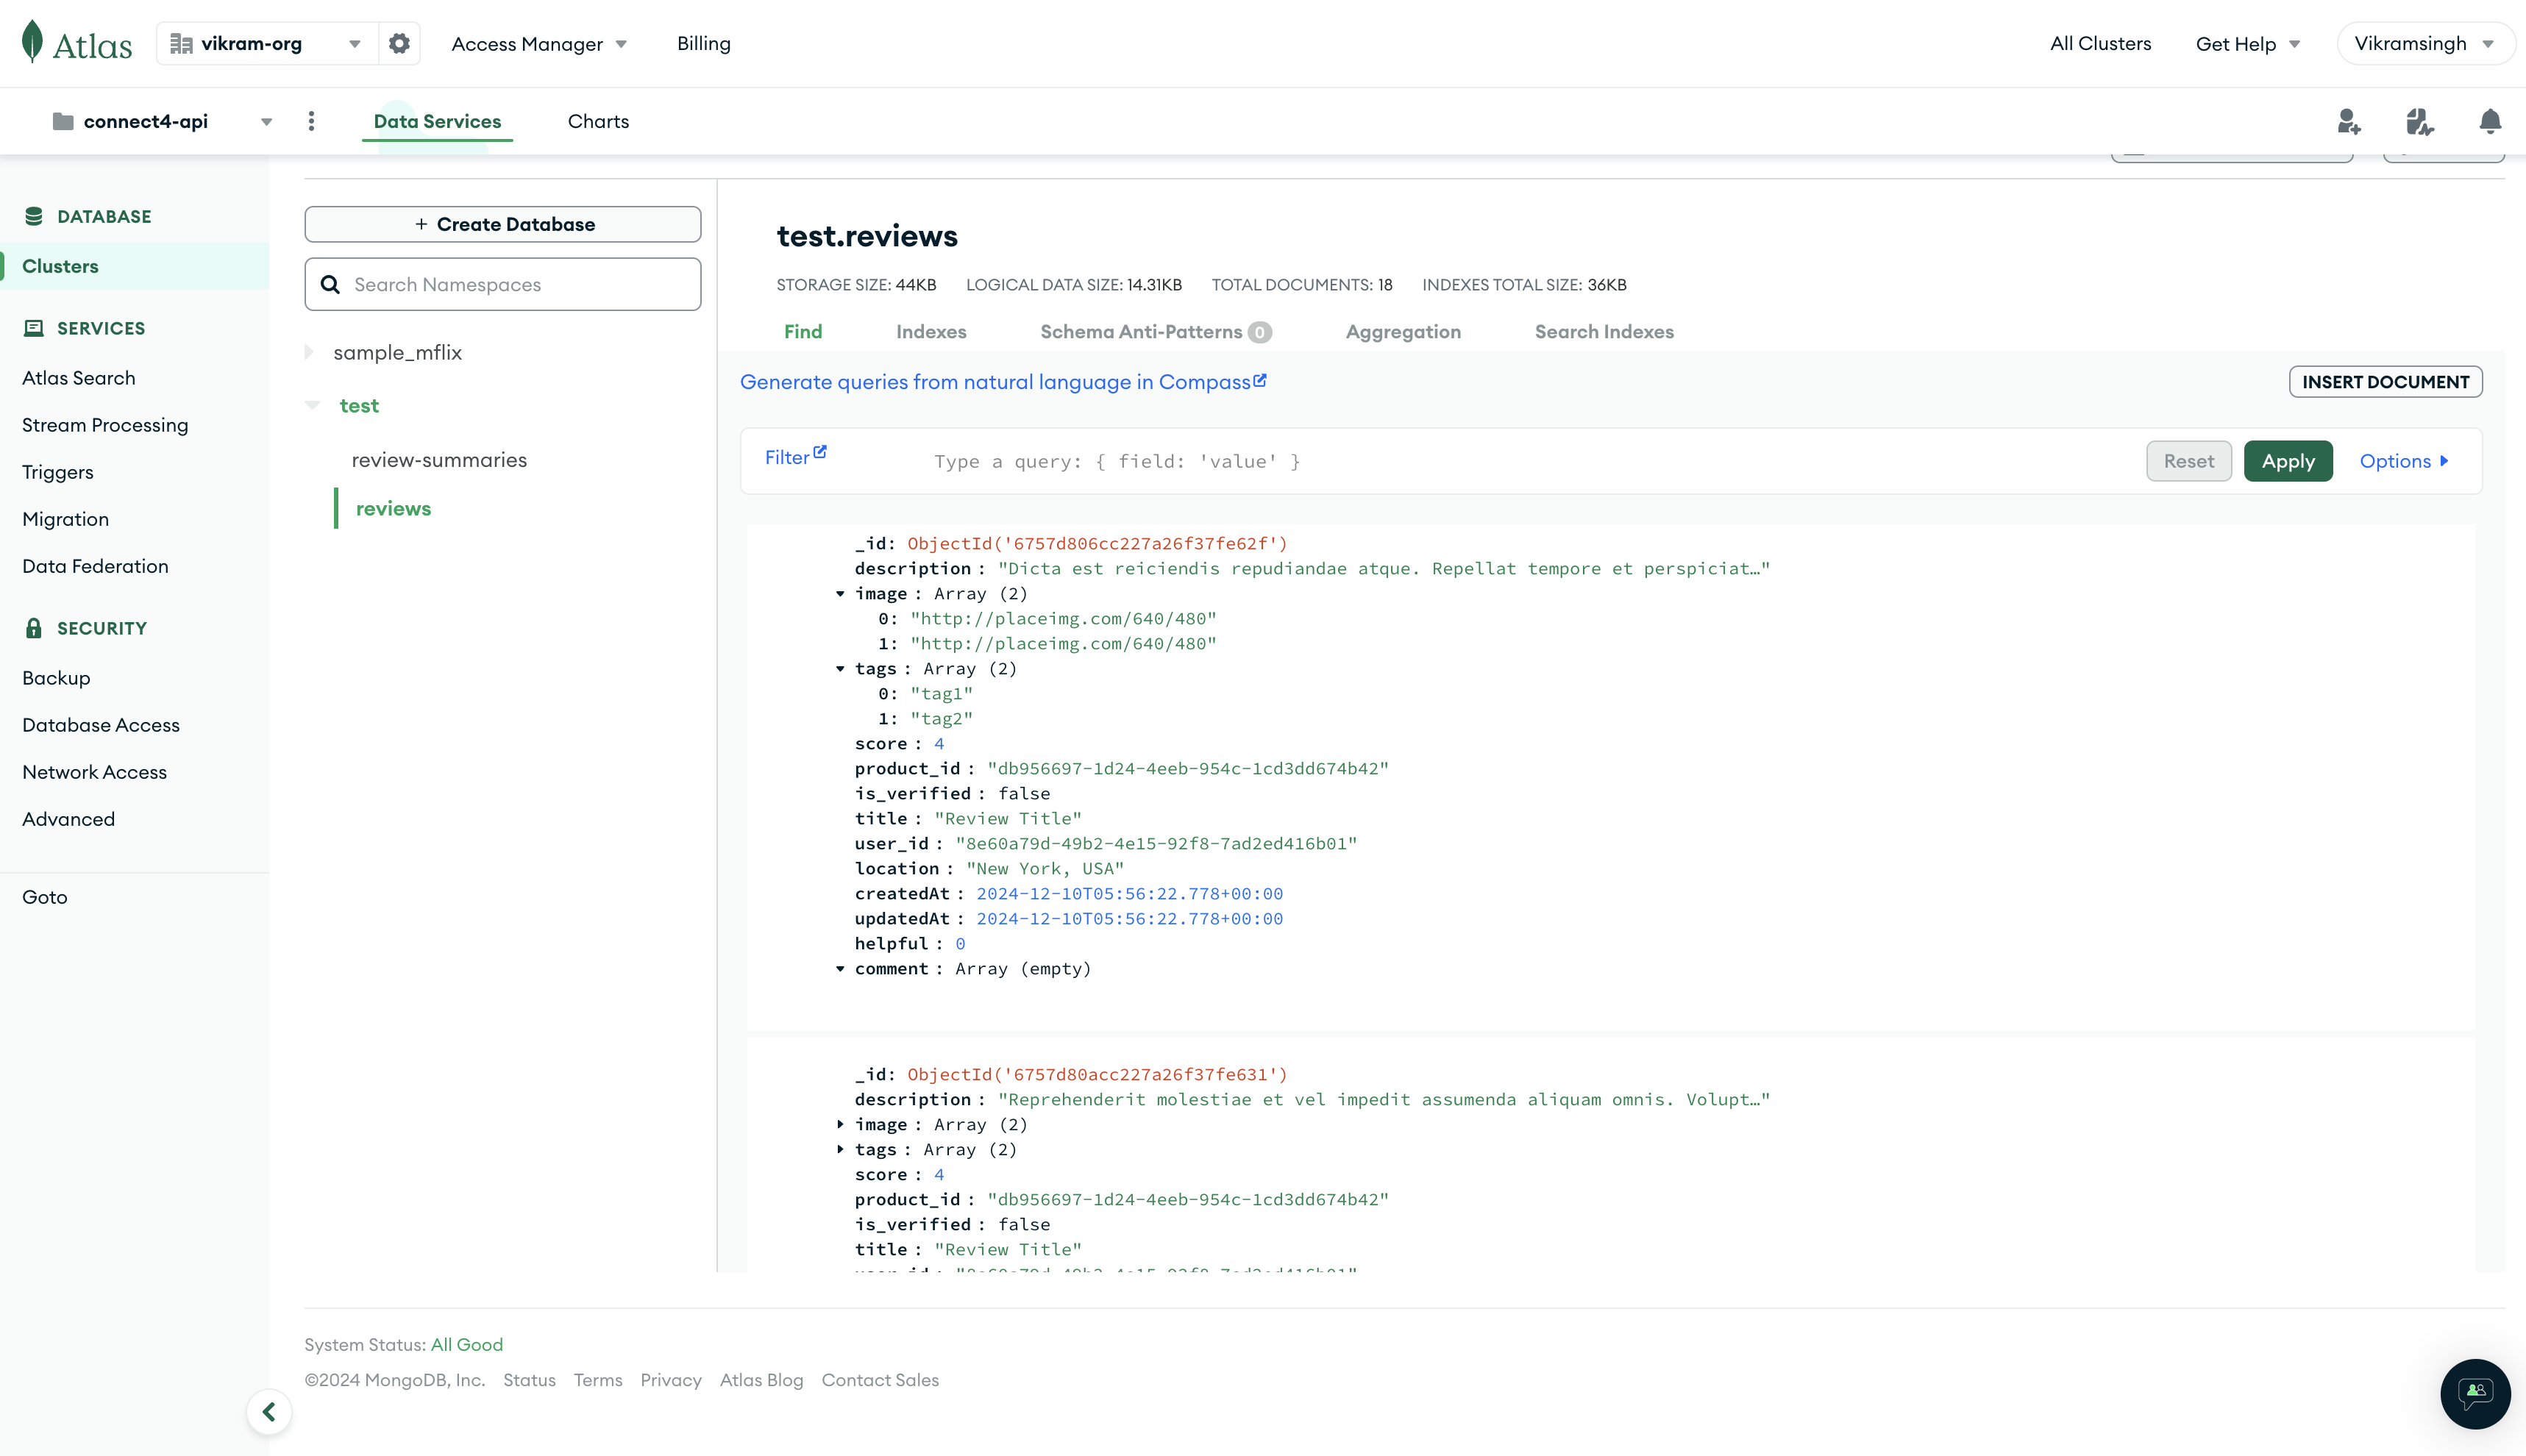 Atlas
vikram-org
Access Manager
Billing
All Clusters
Get Help
Vikramsingh
connect4-api
Data Services
Charts
DATABASE
Clusters
SERVICES
Atlas Search
Stream Processing
Triggers
Migration
Data Federation
SECURITY
Backup
Database Access
Network Access
Advanced
Goto
+ Create Database
Search Namespaces
sample_mflix
test
review-summaries
reviews
test.reviews
STORAGE SIZE: 44KB LOGICAL DATA SIZE: 14.31KB TOTAL DOCUMENTS: 18 INDEXES TOTAL SIZE: 36KB
Find Indexes Schema Anti-Patterns 0 Aggregation Search Indexes
Generate queries from natural language in Compass
INSERT DOCUMENT
Filter
Type a query: { field: 'value' }
Reset
Apply
Options
_id: ObjectId('6757d806cc227a26f37fe62f')
description : "Dicta est reiciendis repudiandae atque. Repellat tempore et perspiciat…"
image : Array (2)
0: "http://placeimg.com/640/480"
1: "http://placeimg.com/640/480"
tags : Array (2)
0: "tag1"
1: "tag2"
score : 4
product_id : "db956697-1d24-4eeb-954c-1cd3dd674b42"
is_verified : false
title : "Review Title"
user_id : "8e60a79d-49b2-4e15-92f8-7ad2ed416b01"
location : "New York, USA"
createdAt : 2024-12-10T05:56:22.778+00:00
updatedAt : 2024-12-10T05:56:22.778+00:00
helpful : 0
comment : Array (empty)
_id: ObjectId('6757d80acc227a26f37fe631')
description : "Reprehenderit molestiae et vel impedit assumenda aliquam omnis. Volupt…"
image : Array (2)
tags : Array (2)
score : 4
product_id : "db956697-1d24-4eeb-954c-1cd3dd674b42"
is_verified : false
title : "Review Title"
user_id : "8e60a79d-49b2-4e15-92f8-7ad2ed416b01"
System Status: All Good
©2024 MongoDB, Inc. Status Terms Privacy Atlas Blog Contact Sales